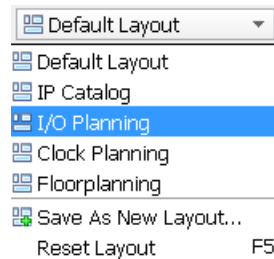 Default Layout
Default Layout
IP Catalog
I/O Planning
Clock Planning
Floorplanning
Save As New Layout...
Reset Layout F5